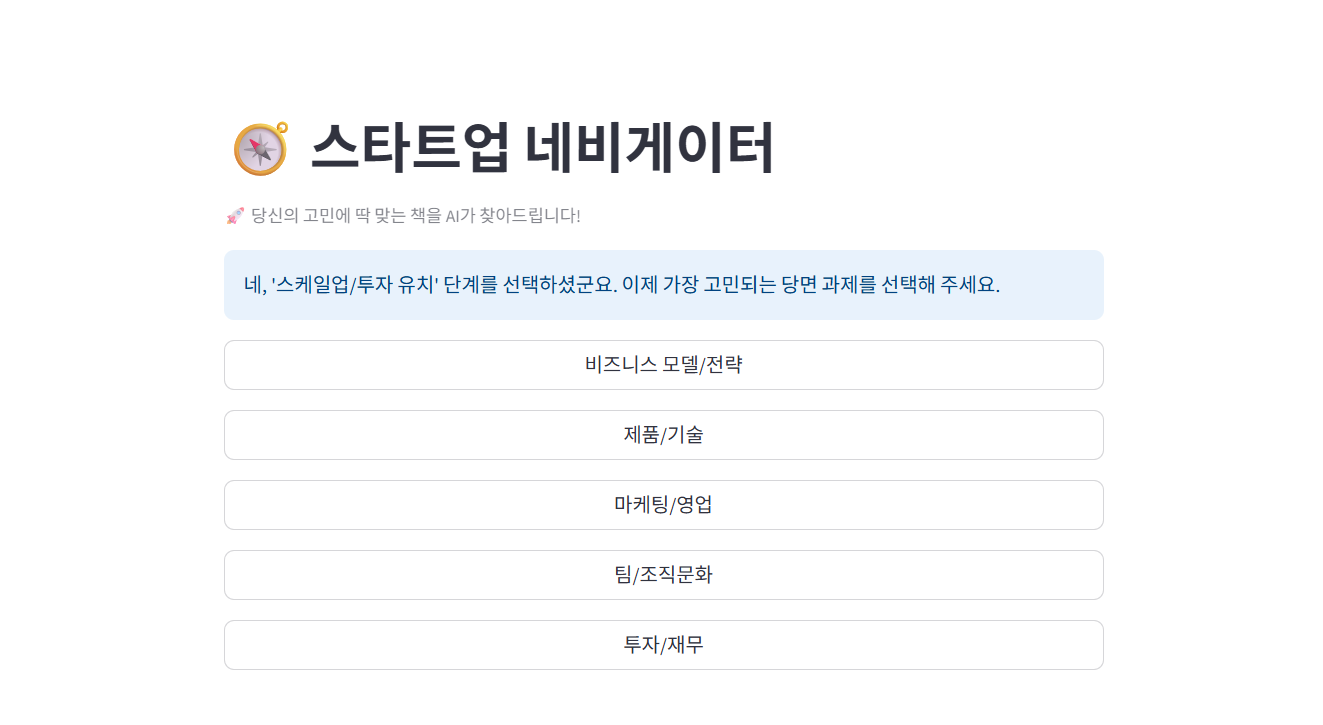 스타트업 네비게이터
당신의 고민에 딱 맞는 책을 AI가 찾아드립니다!
네, '스케일업/투자 유치' 단계를 선택하셨군요. 이제 가장 고민되는 당면 과제를 선택해 주세요.
비즈니스 모델/전략
제품/기술
마케팅/영업
팀/조직문화
투자/재무